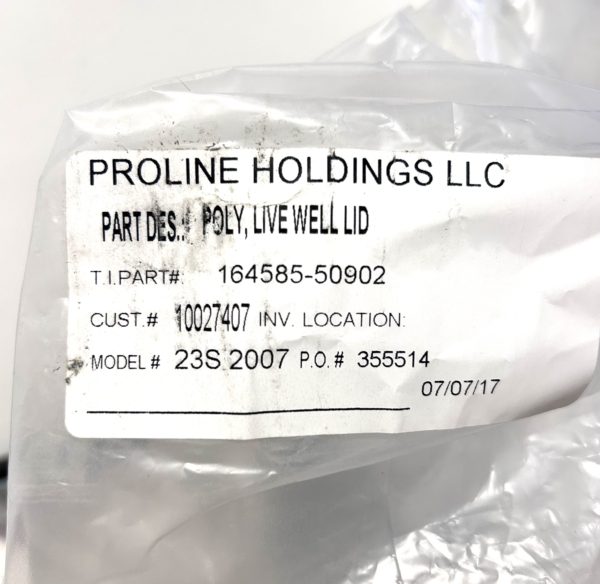 PROLINE HOLDINGS LLC
PART DES.: POLY, LIVE WELL LID
T.I.PART#: 164585-50902
CUST.# 10027407 INV. LOCATION:
MODEL # 23S 2007 P.O.# 355514
07/07/17